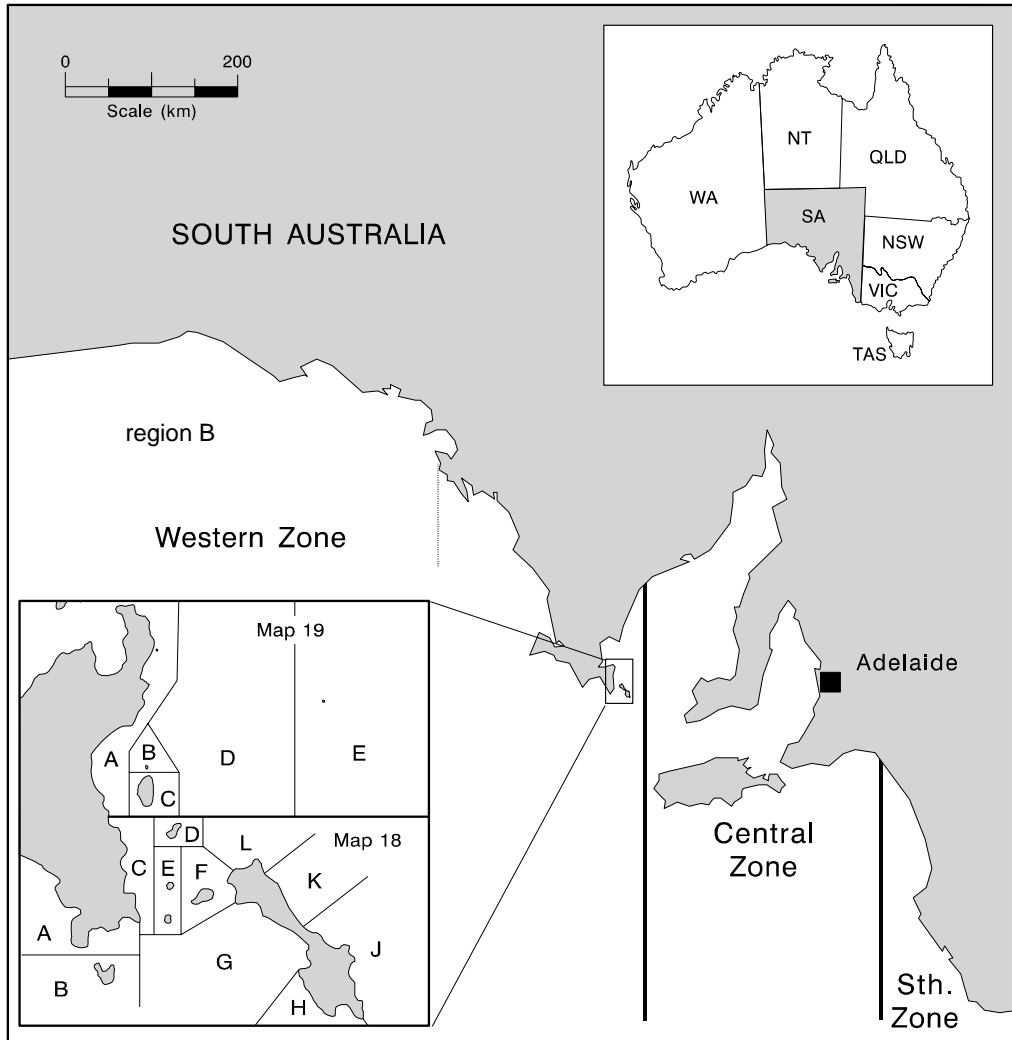 0 200
Scale (km)
SOUTH AUSTRALIA
NT
QLD
WA
SA
NSW
VIC
TAS
region B
Western Zone
Map 19
A B D E
C
Map 18
C D L
E F K
A
G J
B
H
Adelaide
Central
Zone
Sth.
Zone